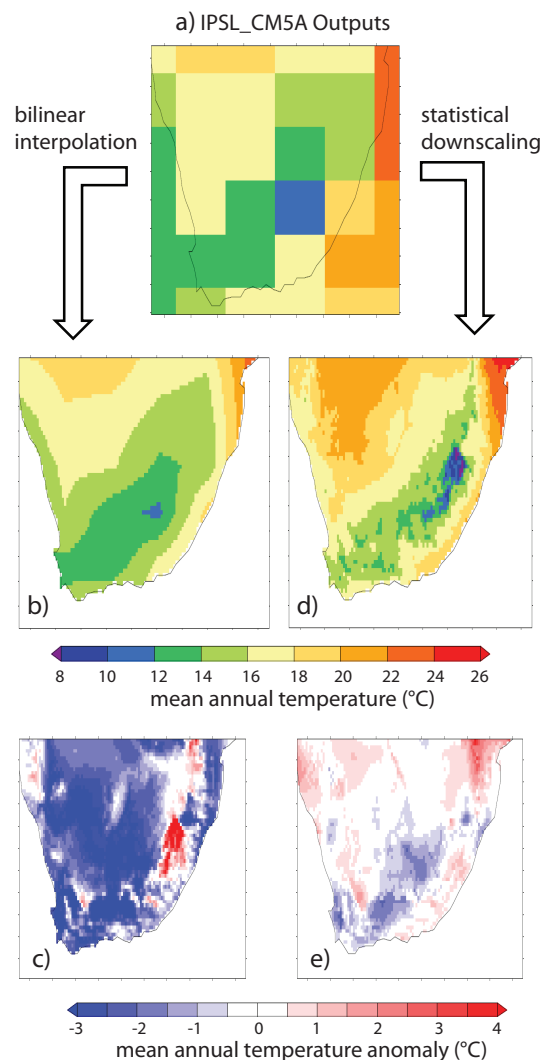 a) IPSL_CM5A Outputs
bilinear
interpolation
statistical
downscaling
b)
d)
8 10 12 14 16 18 20 22 24 26
mean annual temperature (°C)
c)
e)
-3 -2 -1 0 1 2 3 4
mean annual temperature anomaly (°C)